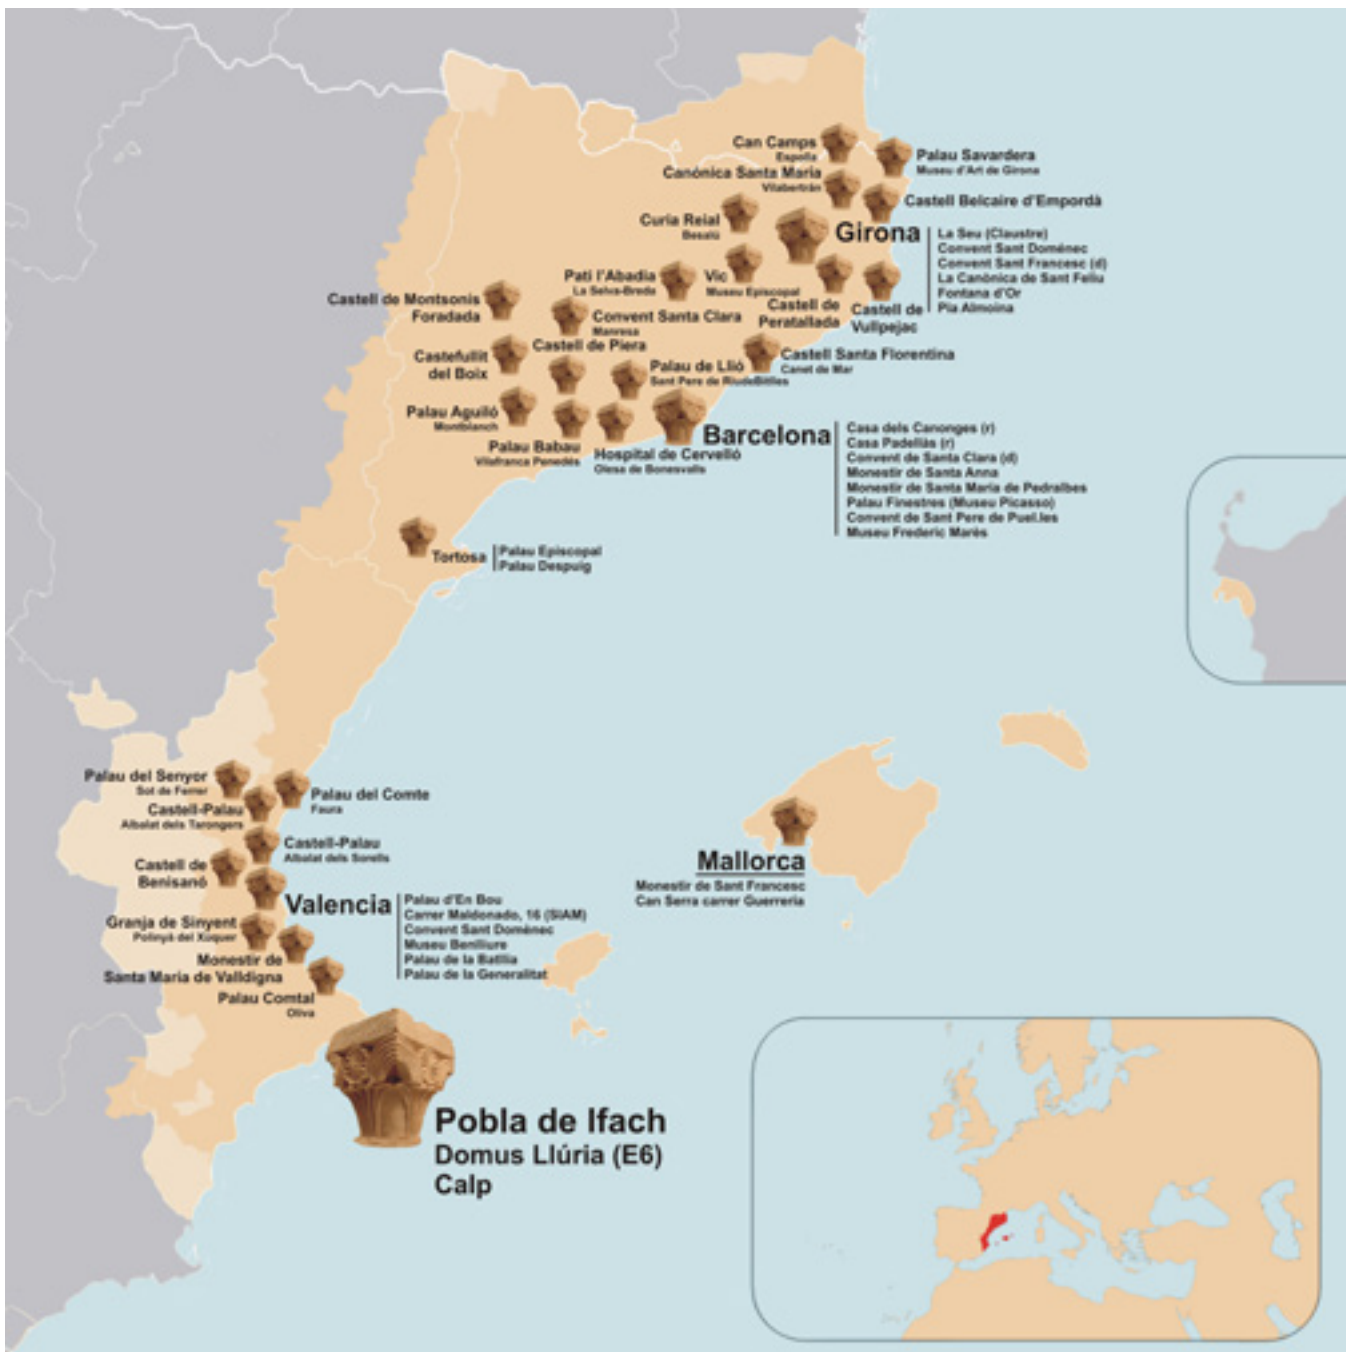 Can Camps
Espolla
Palau Savardera
Museu d'Art de Girona
Canónica Santa Maria
Vilabertrán
Castell Belcaire d'Empordà
Curia Reial
Besalú
Girona
La Seu (Claustre)
Convent Sant Domènec
Convent Sant Francesc (d)
La Canònica de Sant Feliu
Fontana d'Or
Pia Almoina
Pati l'Abadia
La Selva-Breda
Vic
Museu Episcopal
Castell de
Peratallada
Castell de
Vullpejac
Castell de Montsonis
Foradada
Convent Santa Clara
Manresa
Castefullit
del Boix
Castell de Piera
Palau de Llió
Sant Pere de RiudeBitlles
Castell Santa Florentina
Canet de Mar
Palau Aguiló
Montblanch
Palau Babau
Vilafranca Penedés
Hospital de Cervelló
Olesa de Bonesvalls
Barcelona
Casa dels Canonges (r)
Casa Padellàs (r)
Convent de Santa Clara (d)
Monestir de Santa Anna
Monestir de Santa Maria de Pedralbes
Palau Finestres (Museu Picasso)
Convent de Sant Pere de Puel.les
Museu Frederic Marès
Tortosa
Palau Episcopal
Palau Despuig
Palau del Senyor
Sot de Ferrer
Palau del Comte
Faura
Castell-Palau
Albalat dels Tarongers
Castell-Palau
Albalat dels Sorells
Castell de
Benisanó
Valencia
Palau d'En Bou
Carrer Maldonado, 16 (SIAM)
Convent Sant Domènec
Museu Benlliure
Palau de la Batllia
Palau de la Generalitat
Granja de Sinyent
Polinyà del Xuquer
Monestir de
Santa Maria de Valldigna
Palau Comtal
Oliva
Mallorca
Monestir de Sant Francesc
Can Serra carrer Guerreria
Pobla de Ifach
Domus Llúria (E6)
Calp